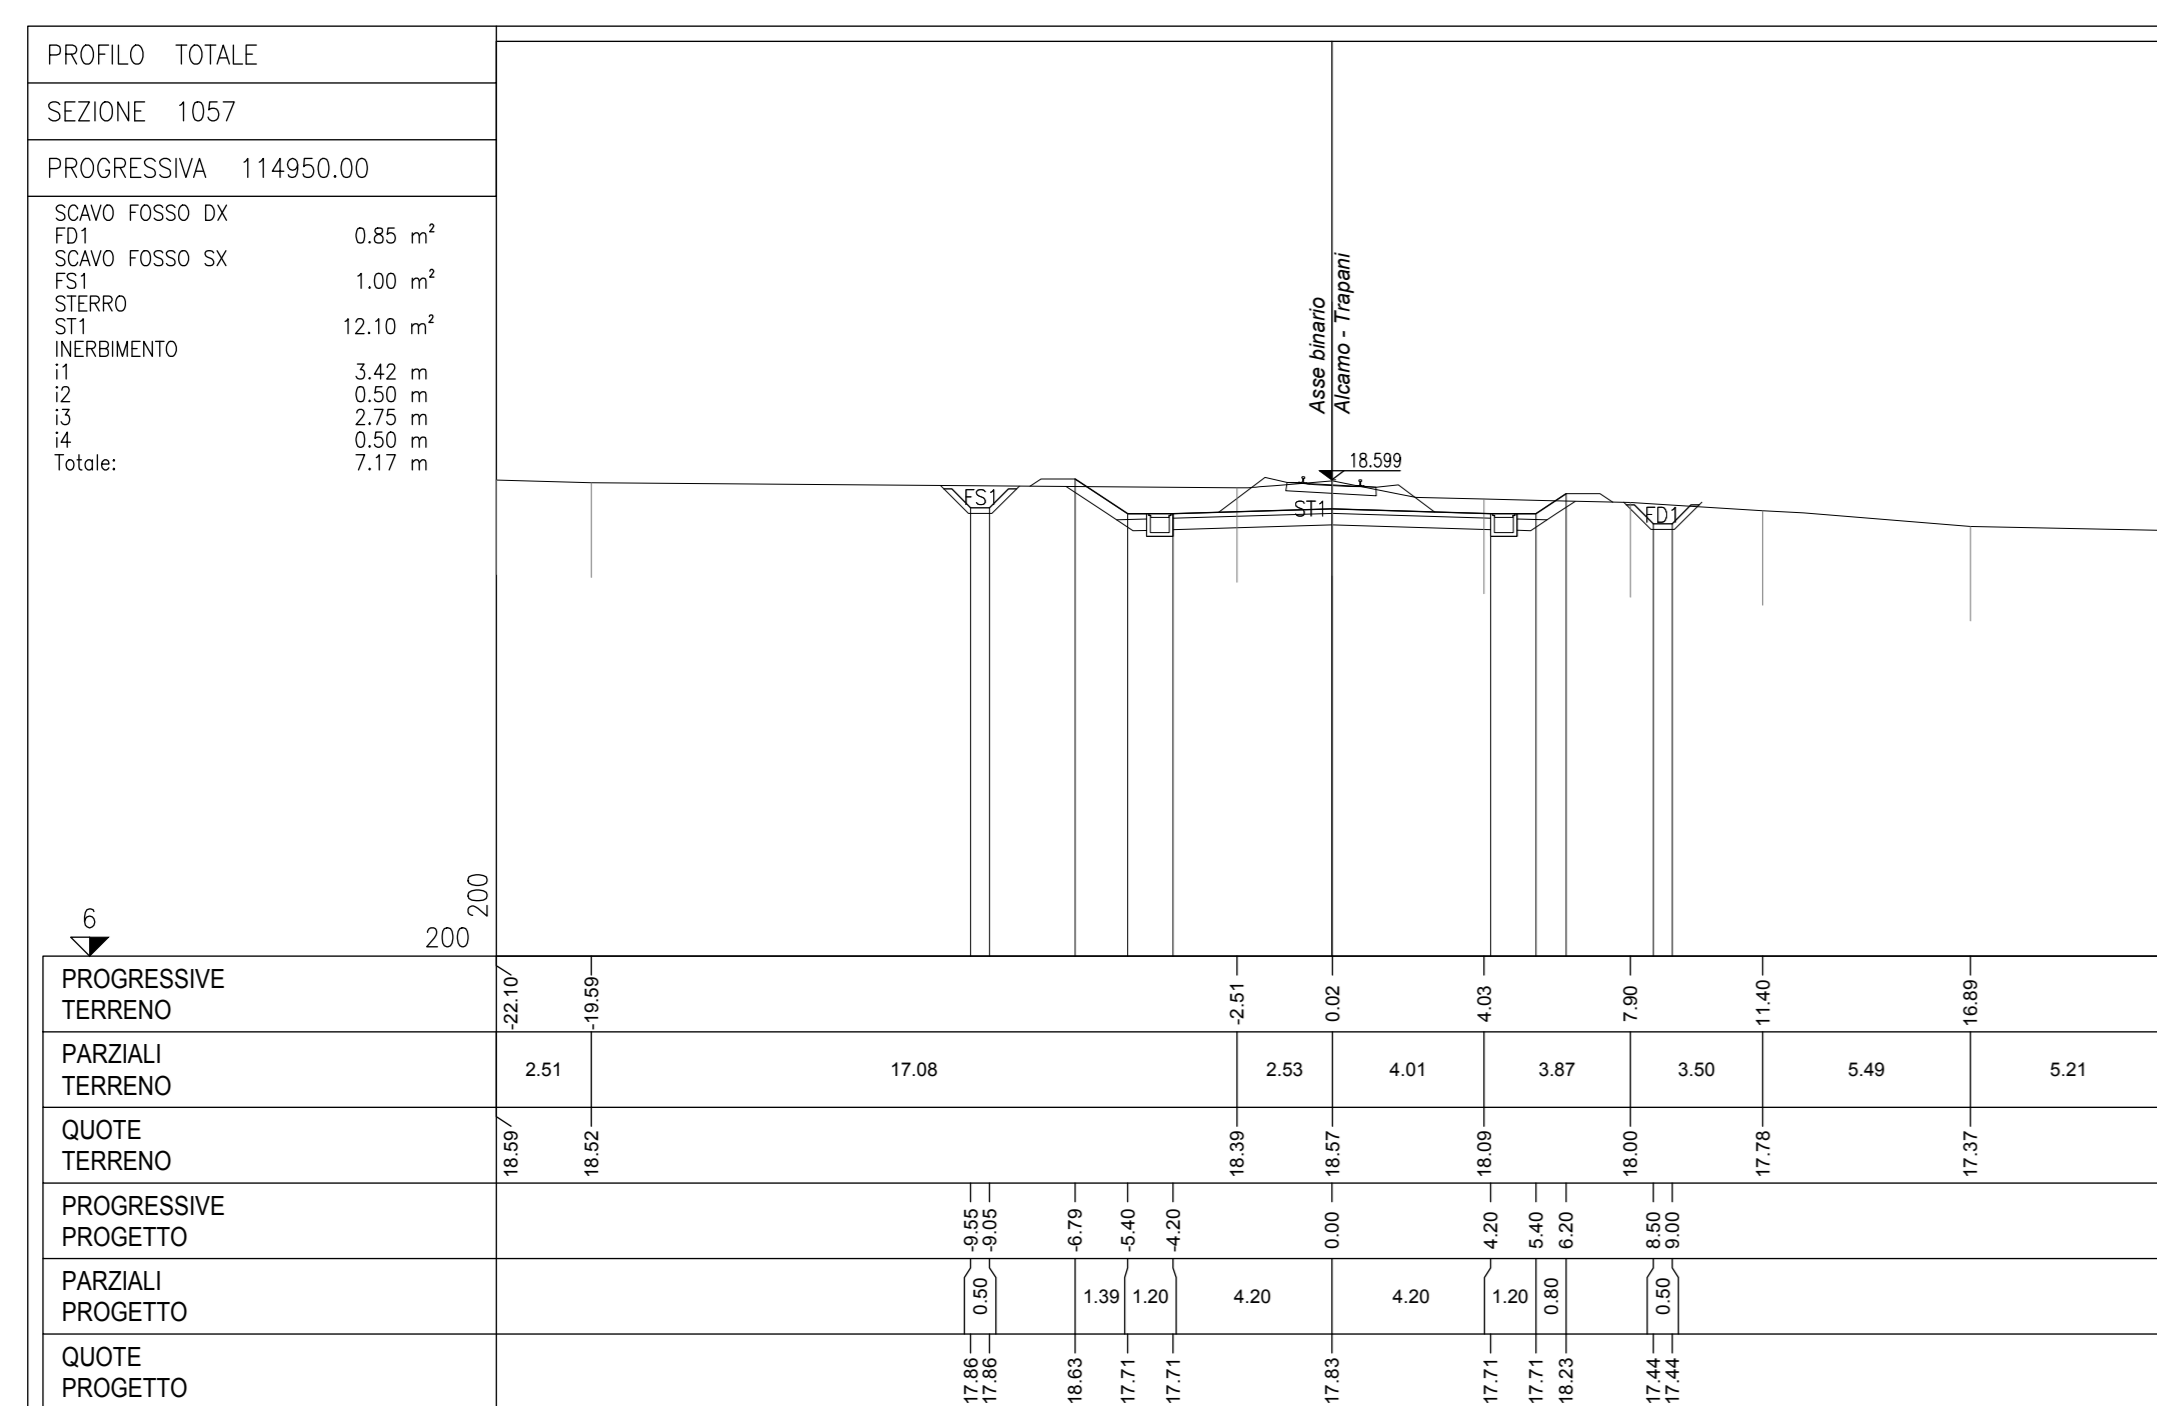 PROFILO TOTALE
SEZIONE 1057
PROGRESSIVA 114950.00
SCAVO FOSSO DX
FD1 0.85 m²
SCAVO FOSSO SX
FS1 1.00 m²
STERRO
ST1 12.10 m²
INERBIMENTO
i1 3.42 m
i2 0.50 m
i3 2.75 m
i4 0.50 m
Totale: 7.17 m
Asse binario
Alcamo - Trapani
18.599
FS1
ST1
FD1
6
200
200
PROGRESSIVE
TERRENO
-22.10 -19.59 -2.51 0.02 4.03 7.90 11.40 16.89
PARZIALI
TERRENO
2.51 17.08 2.53 4.01 3.87 3.50 5.49 5.21
QUOTE
TERRENO
18.59 18.52 18.39 18.57 18.09 18.00 17.78 17.37
PROGRESSIVE
PROGETTO
-9.55 -9.05 -6.79 -5.40 -4.20 0.00 4.20 5.40 6.20 8.50 9.00
PARZIALI
PROGETTO
0.50 1.39 1.20 4.20 4.20 1.20 0.80 0.50
QUOTE
PROGETTO
17.86 17.86 18.63 17.71 17.71 17.83 17.71 17.71 18.23 17.44 17.44